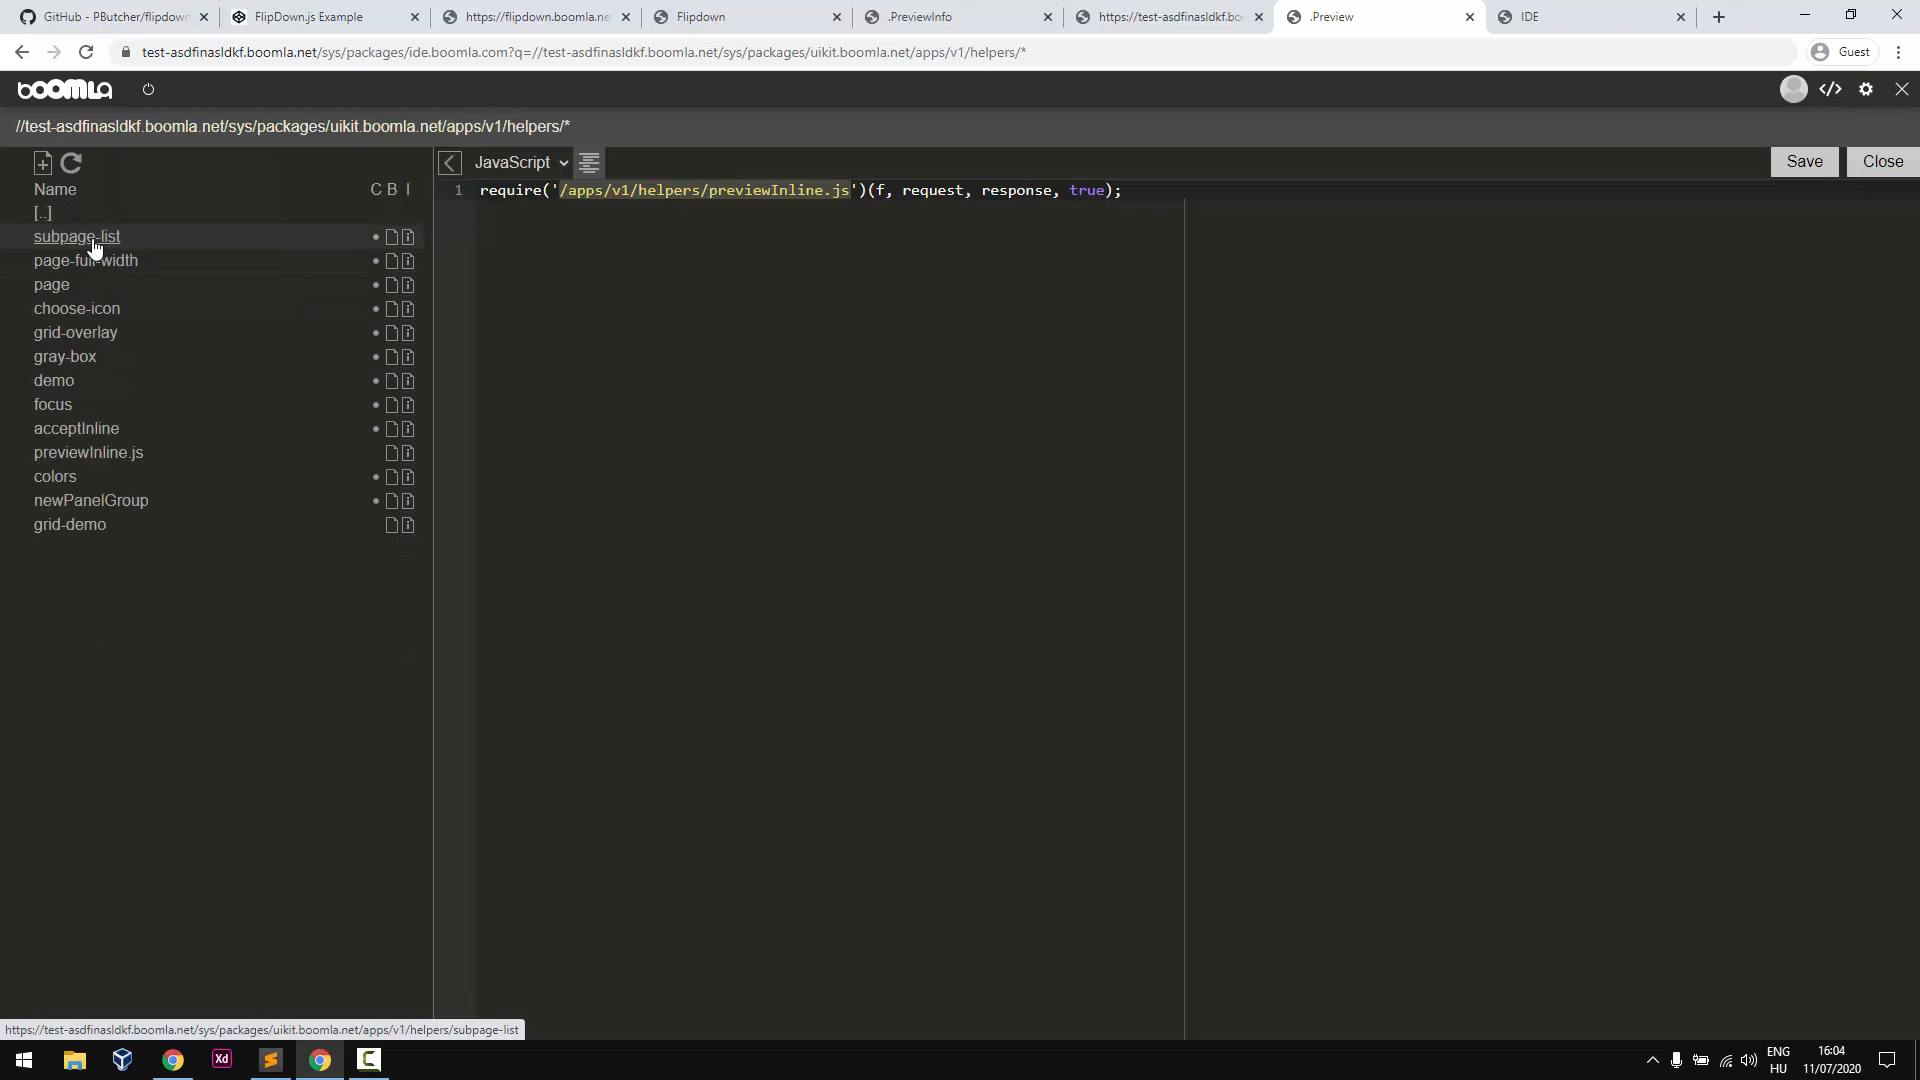 GitHub - PButcher/flipdown
FlipDown.js Example
https://flipdown.boomla.ne
Flipdown
.PreviewInfo
https://test-asdfinasldkf.bo
.Preview
IDE
test-asdfinasldkf.boomla.net/sys/packages/ide.boomla.com?q=//test-asdfinasldkf.boomla.net/sys/packages/uikit.boomla.net/apps/v1/helpers/*
Guest
boomla
//test-asdfinasldkf.boomla.net/sys/packages/uikit.boomla.net/apps/v1/helpers/*
JavaScript
Save
Close
Name
C B I
1 require('/apps/v1/helpers/previewInline.js')(f, request, response, true);
[..]
subpage-list
page-full-width
page
choose-icon
grid-overlay
gray-box
demo
focus
acceptInline
previewInline.js
colors
newPanelGroup
grid-demo
https://test-asdfinasldkf.boomla.net/sys/packages/uikit.boomla.net/apps/v1/helpers/subpage-list
Xd
ENG
HU
16:04
11/07/2020